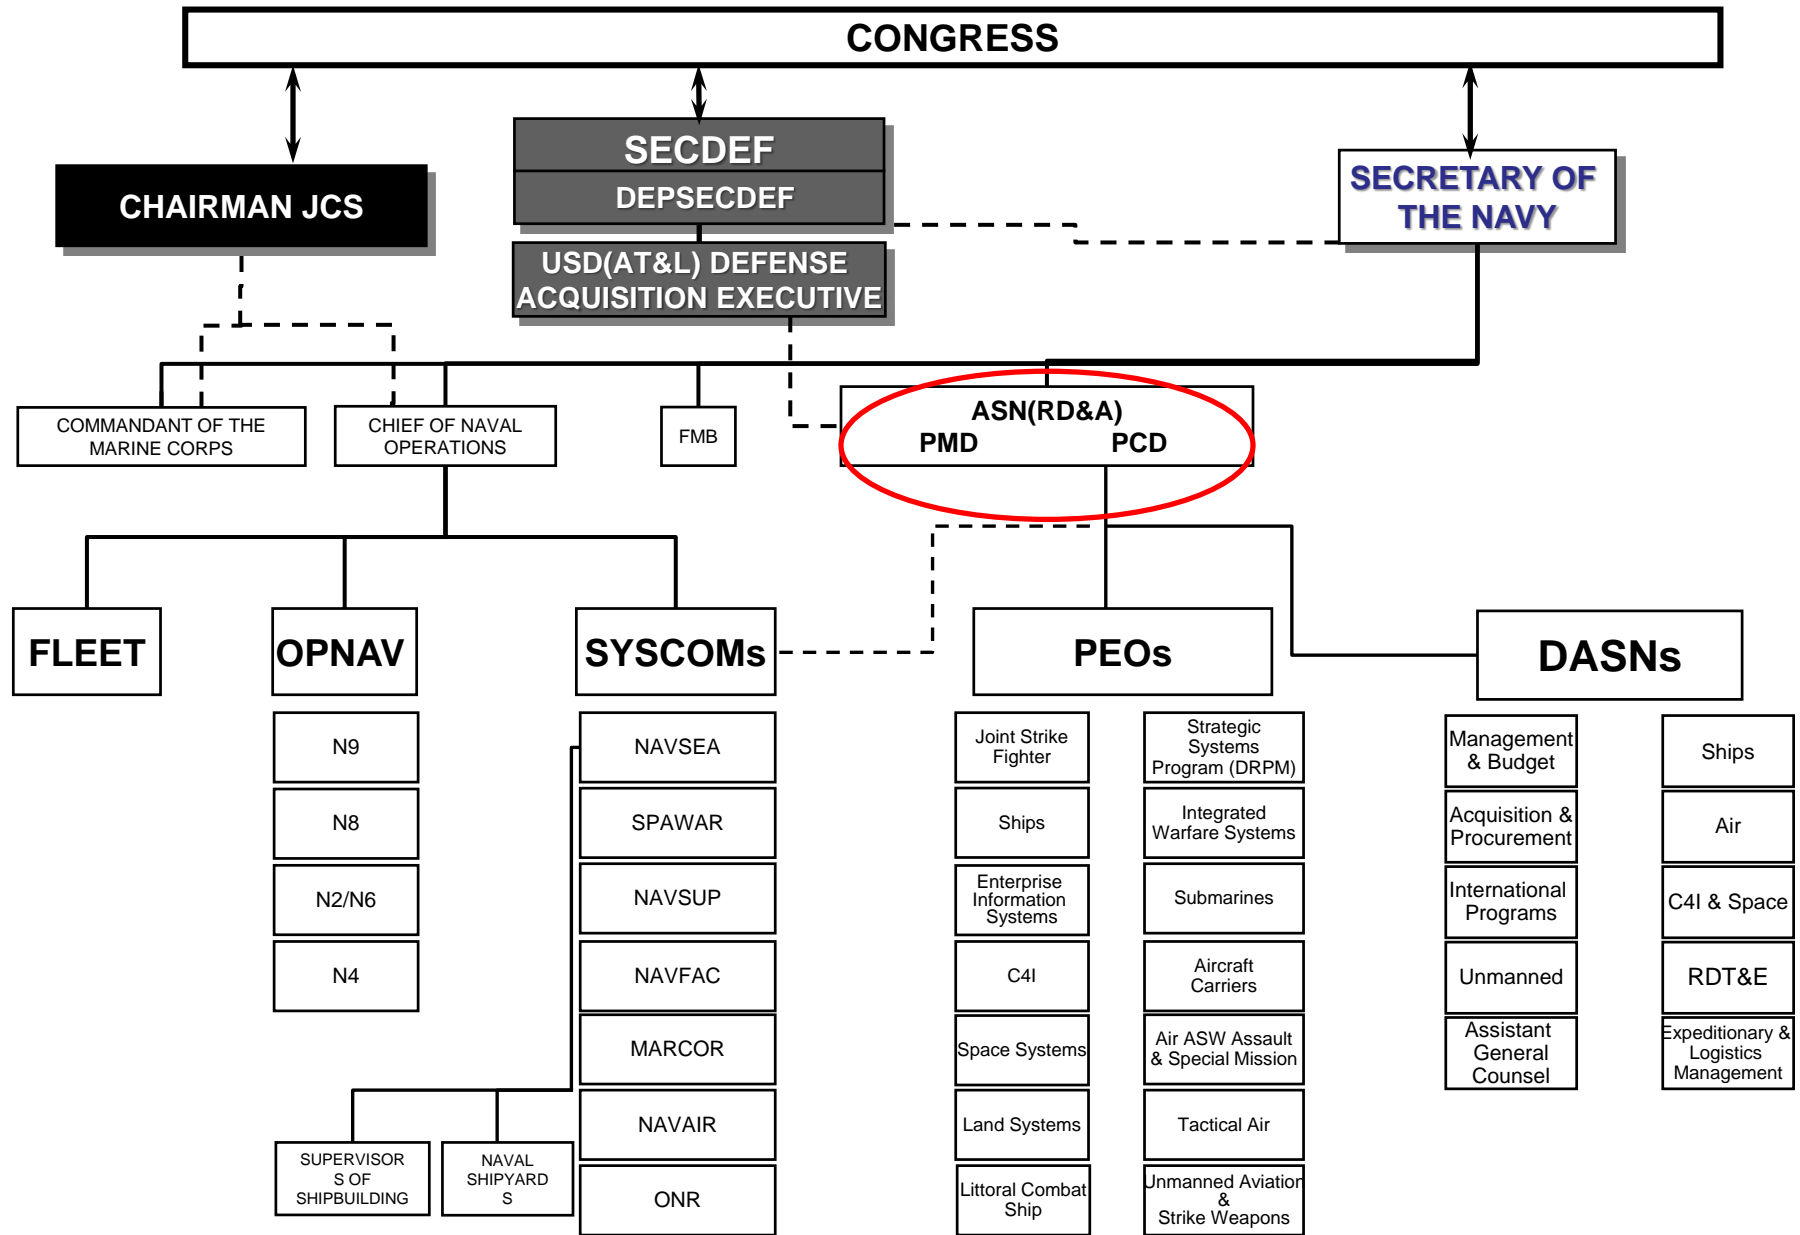 CONGRESS
SECDEF
DEPSECDEF
CHAIRMAN JCS
SECRETARY OF
THE NAVY
USD(AT&L) DEFENSE
ACQUISITION EXECUTIVE
COMMANDANT OF THE
MARINE CORPS
CHIEF OF NAVAL
OPERATIONS
FMB
ASN(RD&A)
PMD PCD
FLEET
OPNAV
SYSCOMs
PEOs
DASNs
N9
N8
N2/N6
N4
NAVSEA
SPAWAR
NAVSUP
NAVFAC
MARCOR
NAVAIR
ONR
SUPERVISOR
S OF
SHIPBUILDING
NAVAL
SHIPYARD
S
Joint Strike
Fighter
Ships
Enterprise
Information
Systems
C4I
Space Systems
Land Systems
Littoral Combat
Ship
Strategic
Systems
Program (DRPM)
Integrated
Warfare Systems
Submarines
Aircraft
Carriers
Air ASW Assault
& Special Mission
Tactical Air
Unmanned Aviation
&
Strike Weapons
Management
& Budget
Acquisition &
Procurement
International
Programs
Unmanned
Assistant
General
Counsel
Ships
Air
C4I & Space
RDT&E
Expeditionary &
Logistics
Management